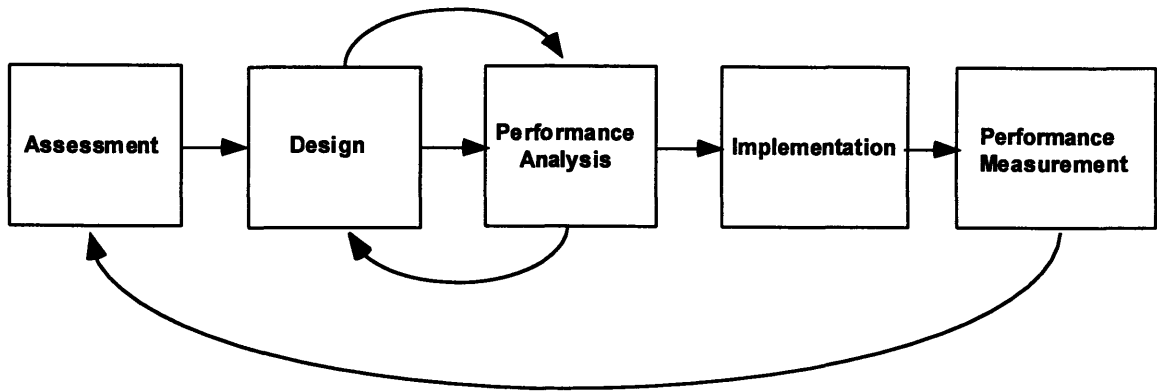 Assessment
Design
Performance
Analysis
Implementation
Performance
Measurement